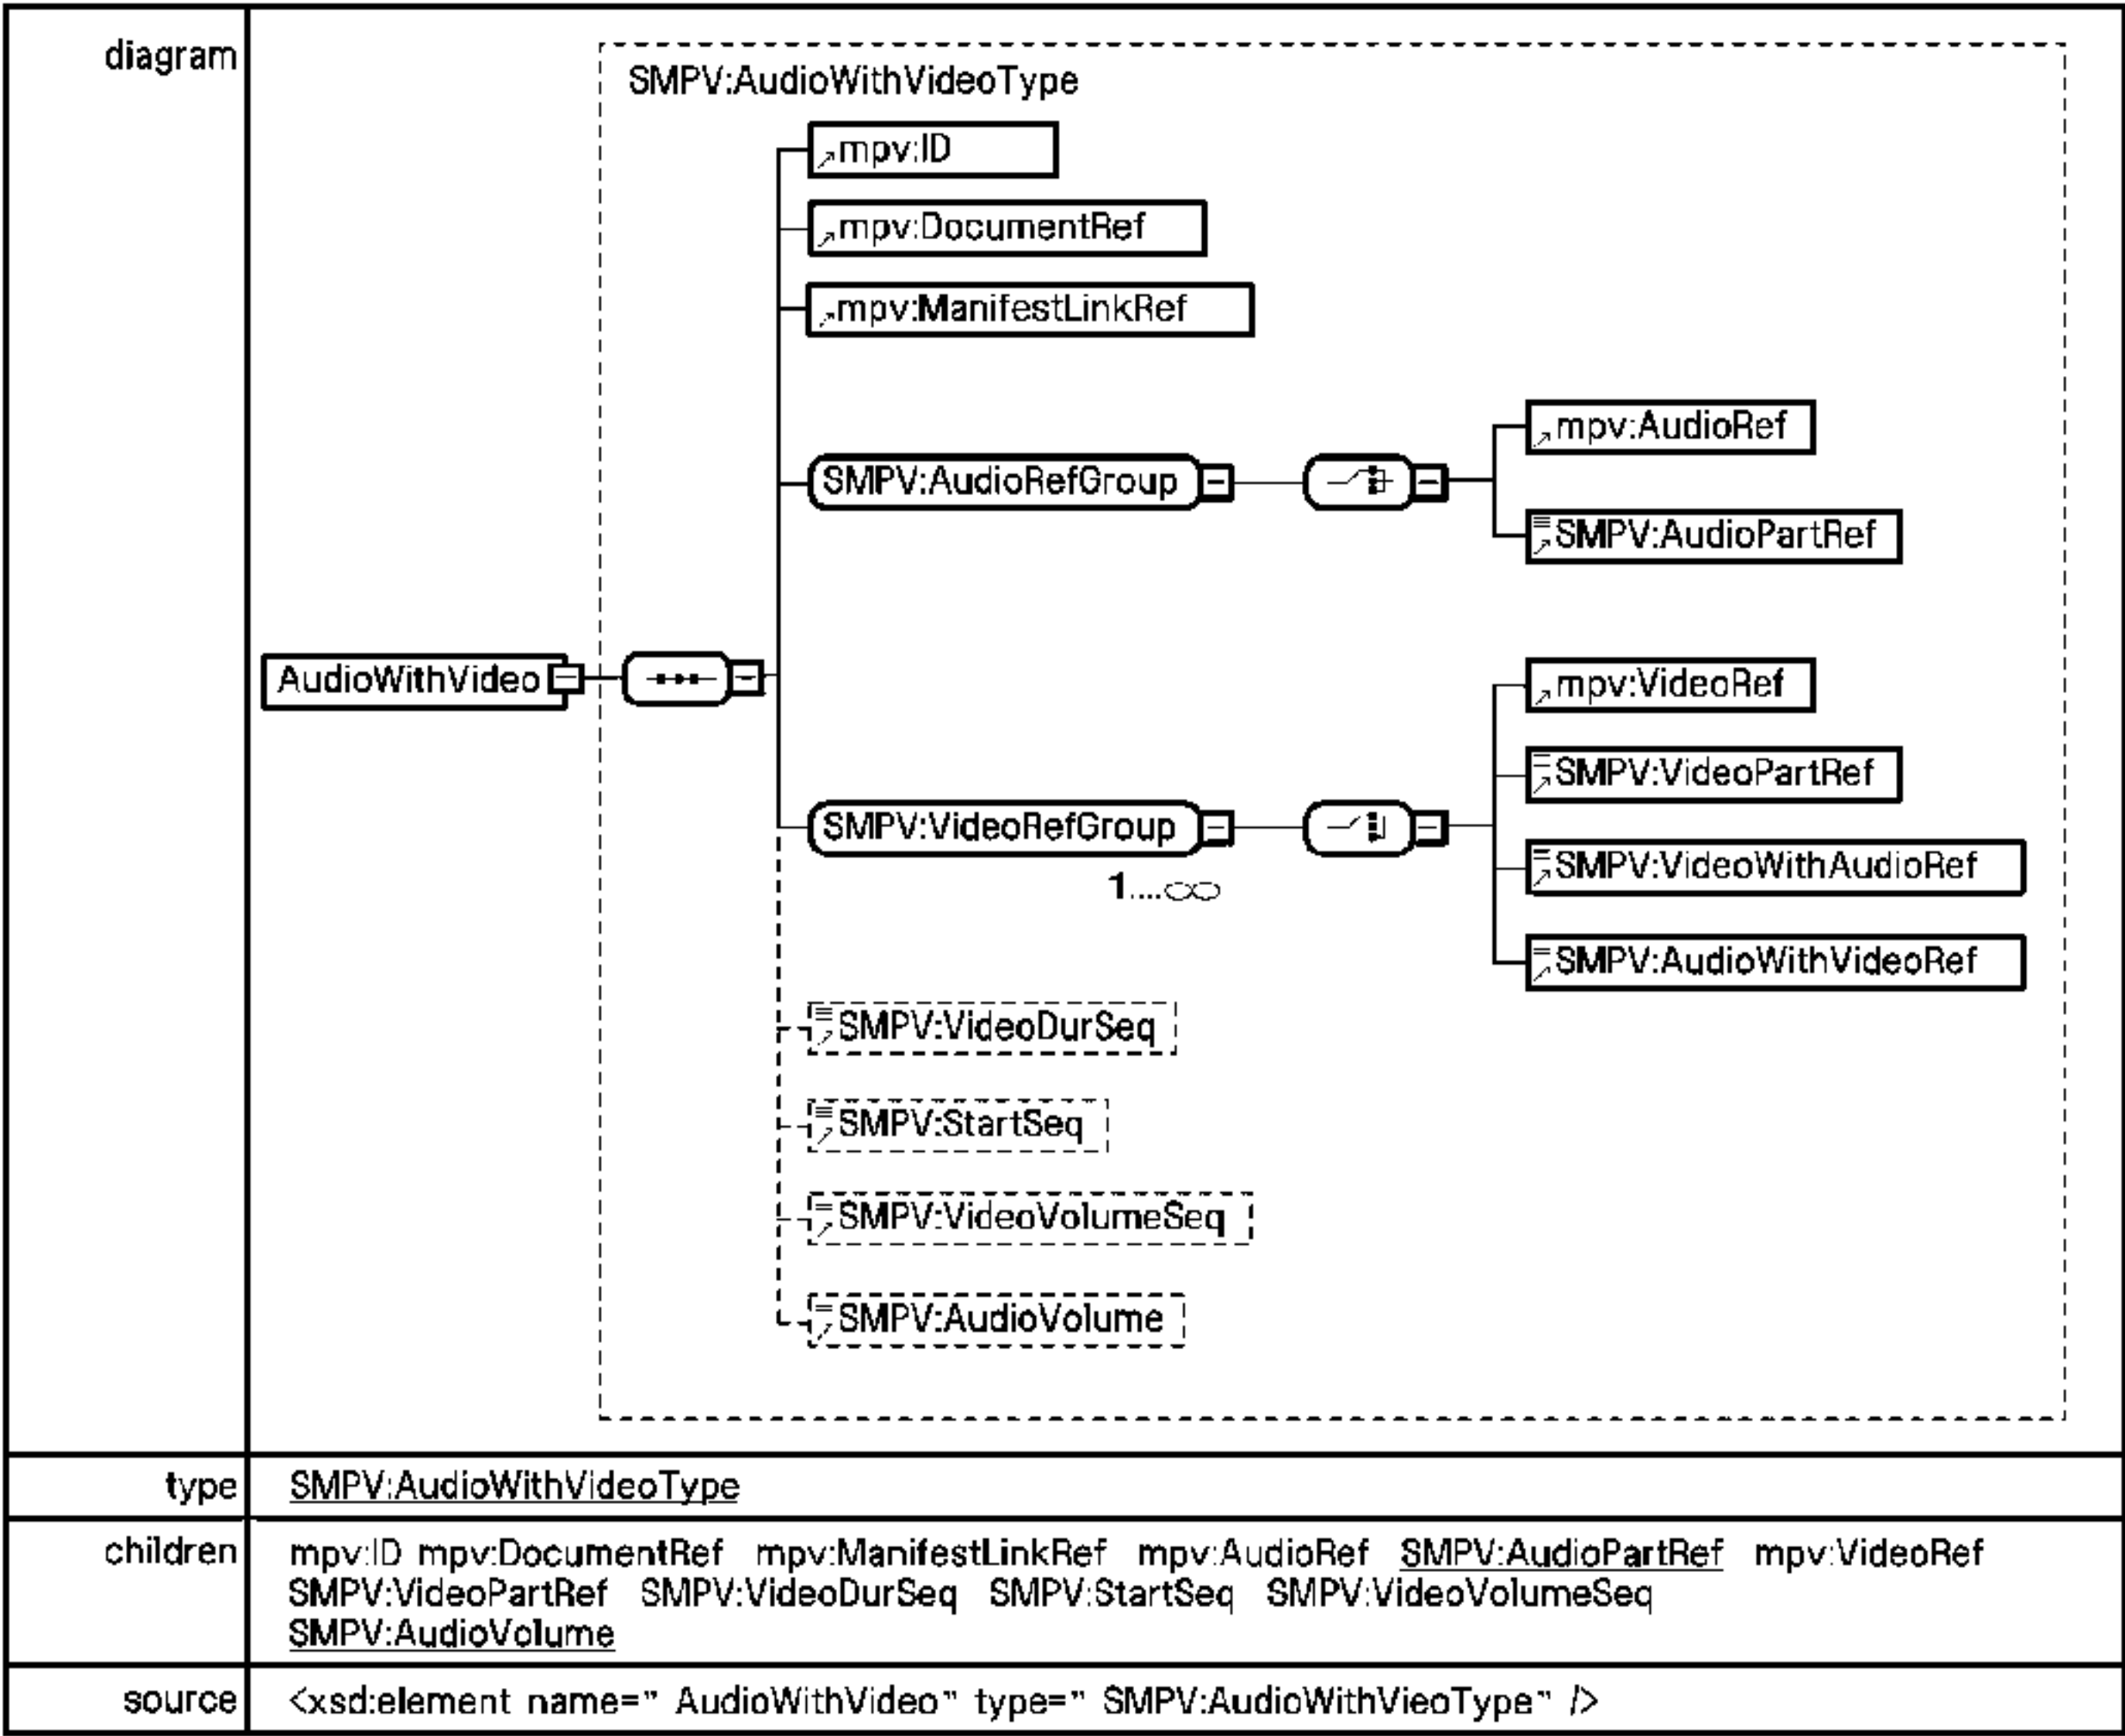 diagram
SMPV:AudioWithVideoType
mpv:ID
mpv:DocumentRef
mpv:ManifestLinkRef
mpv:AudioRef
SMPV:AudioRefGroup
SMPV:AudioPartRef
AudioWithVideo
mpv:VideoRef
SMPV:VideoPartRef
SMPV:VideoRefGroup
1....∞
SMPV:VideoWithAudioRef
SMPV:AudioWithVideoRef
SMPV:VideoDurSeq
SMPV:StartSeq
SMPV:VideoVolumeSeq
SMPV:AudioVolume
type SMPV:AudioWithVideoType
children mpv:ID mpv:DocumentRef mpv:ManifestLinkRef mpv:AudioRef SMPV:AudioPartRef mpv:VideoRef
SMPV:VideoPartRef SMPV:VideoDurSeq SMPV:StartSeq SMPV:VideoVolumeSeq
SMPV:AudioVolume
source <xsd:element name=" AudioWithVideo" type=" SMPV:AudioWithVieoType" />